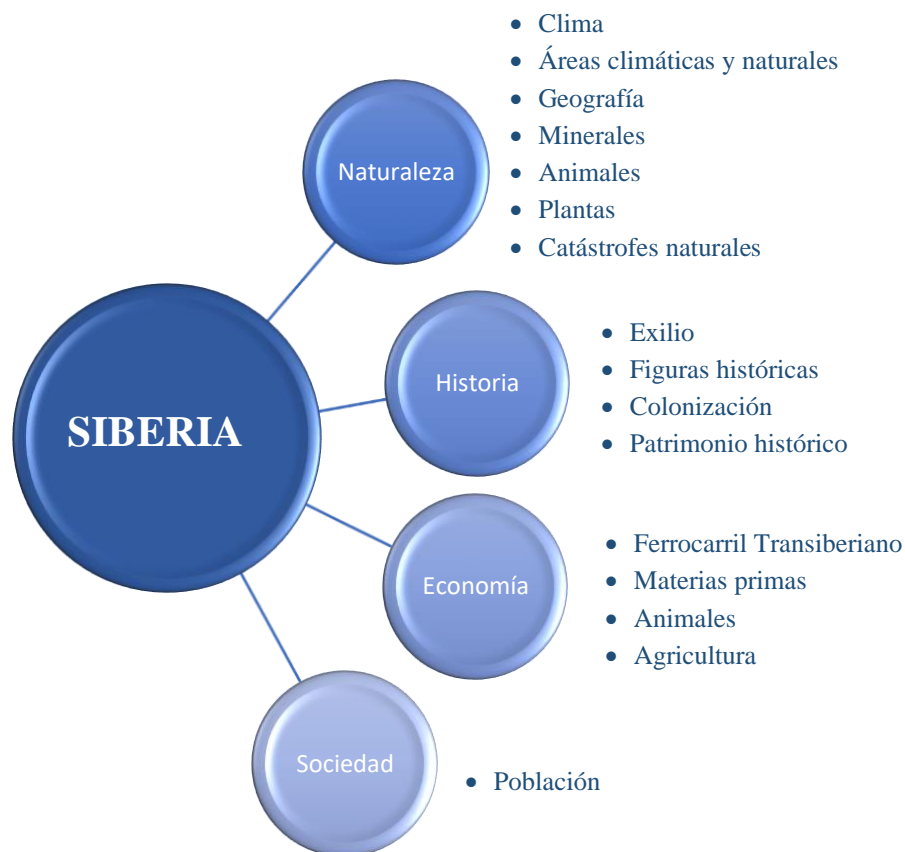 SIBERIA
Naturaleza
• Clima
• Áreas climáticas y naturales
• Geografía
• Minerales
• Animales
• Plantas
• Catástrofes naturales
Historia
• Exilio
• Figuras históricas
• Colonización
• Patrimonio histórico
Economía
• Ferrocarril Transiberiano
• Materias primas
• Animales
• Agricultura
Sociedad
• Población